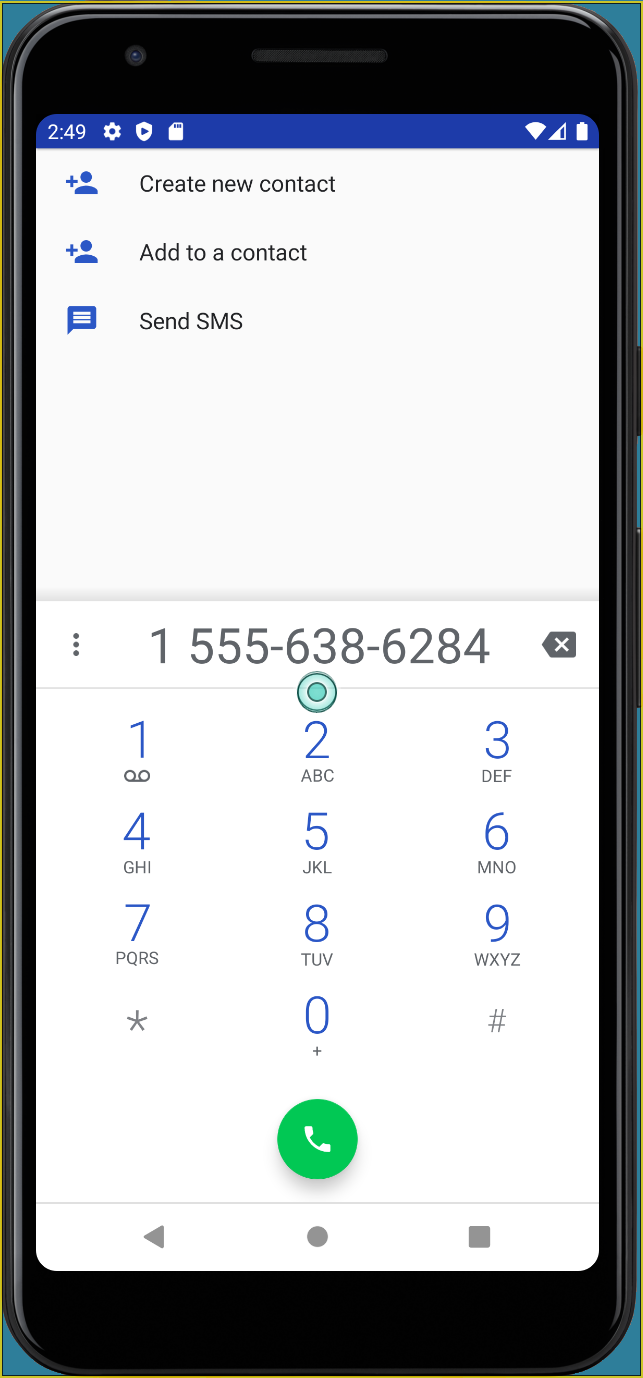 2:49
Create new contact
Add to a contact
Send SMS
1 555-638-6284
1 2 3
ABC DEF
4 5 6
GHI JKL MNO
7 8 9
PQRS TUV WXYZ
* 0 #
+